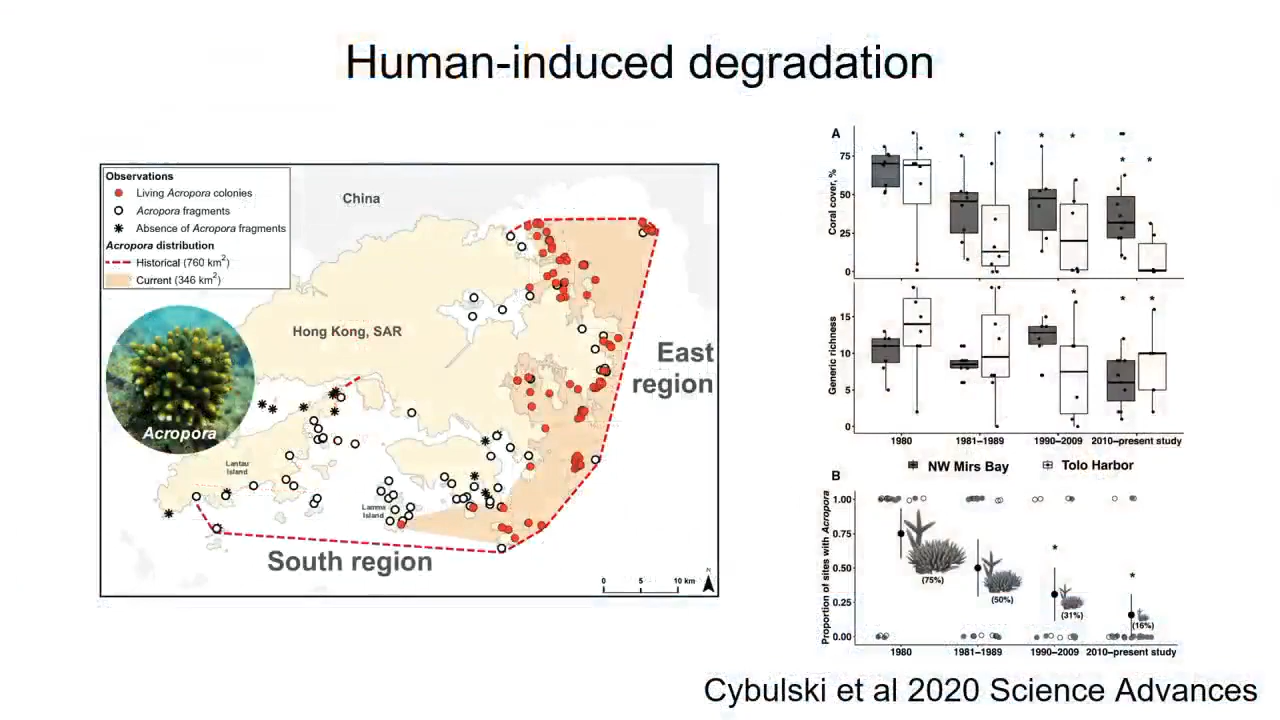 Human-induced degradation
Observations
Living Acropora colonies
Acropora fragments
Absence of Acropora fragments
Acropora distribution
Historical (760 km²)
Current (346 km²)
China
Hong Kong, SAR
East
region
Acropora
Lantau
Island
Lamma
Island
South region
0 5 10 km
N
A
Coral cover, %
75
50
25
0
* * * * *
Generic richness
15
10
5
0
* * *
1980 1981–1989 1990–2009 2010–present study
NW Mirs Bay Tolo Harbor
B
Proportion of sites with Acropora
1.00
0.75
0.50
0.25
0.00
(75%)
(50%)
*
(31%)
*
(16%)
1980 1981–1989 1990–2009 2010–present study
Cybulski et al 2020 Science Advances